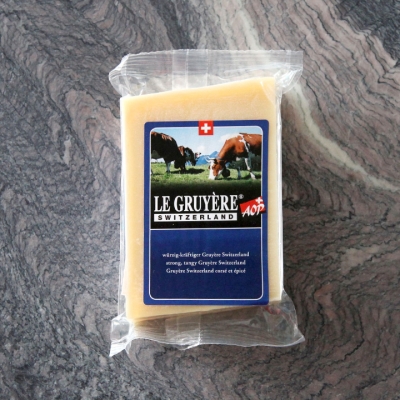 LE GRUYÈRE®
SWITZERLAND
AOP
würzig-kräftiger Gruyère Switzerland
strong, tangy Gruyère Switzerland
Gruyère Switzerland corsé et épicé